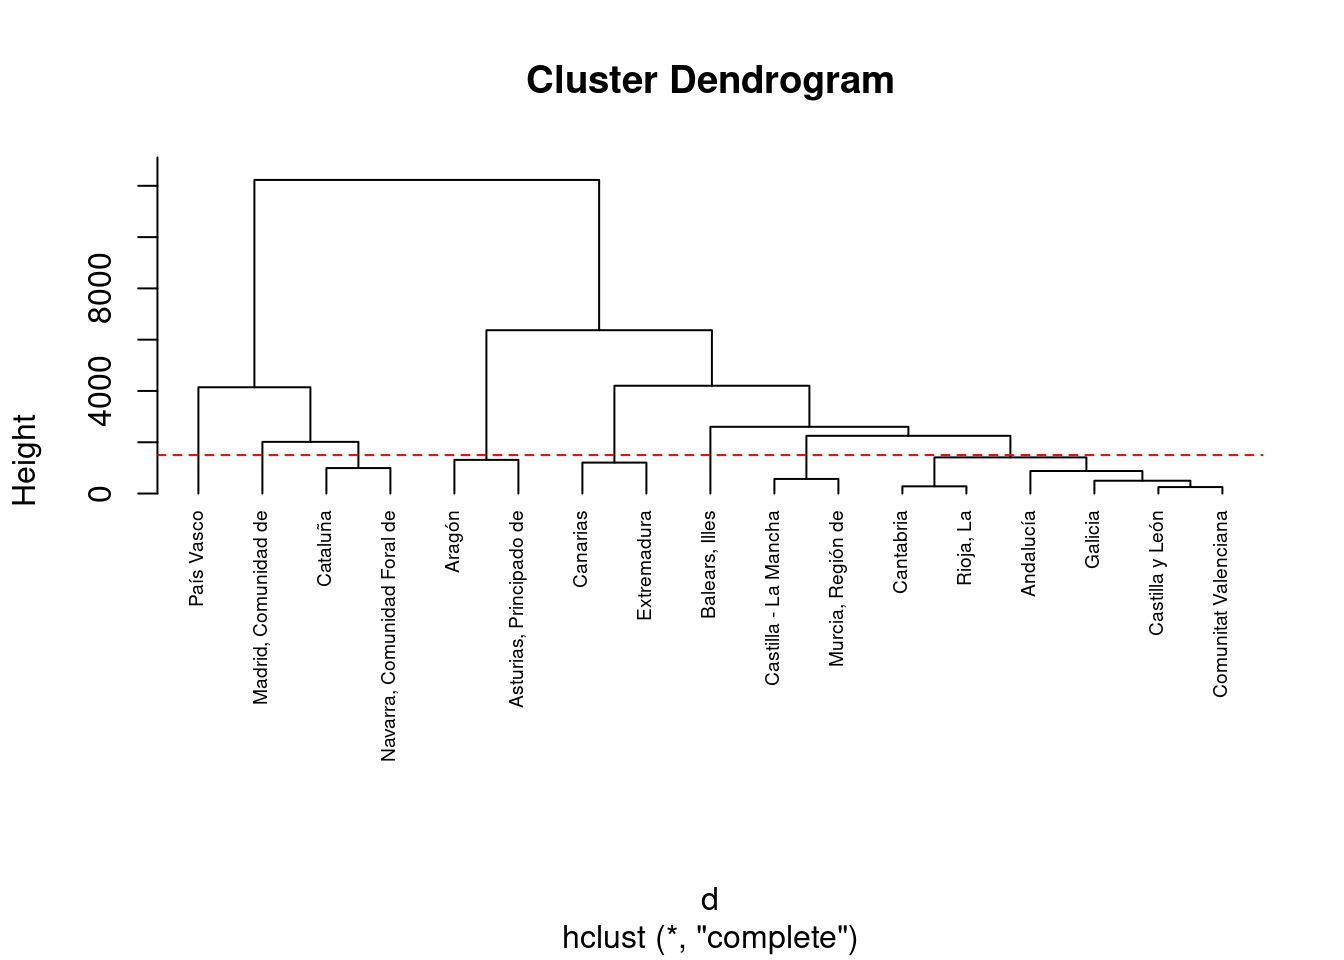 Cluster Dendrogram
Height
0
4000
8000
País Vasco
Madrid, Comunidad de
Cataluña
Navarra, Comunidad Foral de
Aragón
Asturias, Principado de
Canarias
Extremadura
Balears, Illes
Castilla - La Mancha
Murcia, Región de
Cantabria
Rioja, La
Andalucía
Galicia
Castilla y León
Comunitat Valenciana
d
hclust (*, "complete")